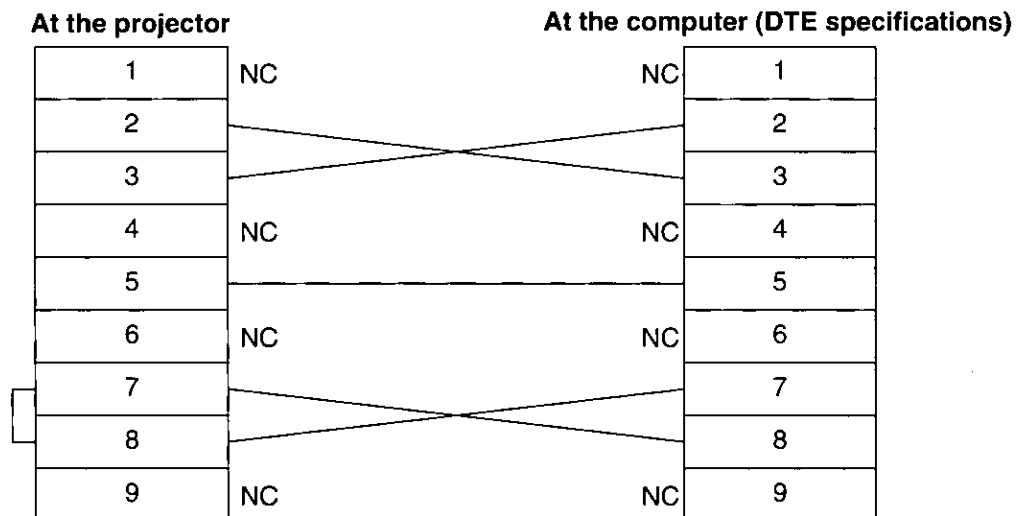 At the projector At the computer (DTE specifications)
1 NC NC 1
2 2
3 3
4 NC NC 4
5 5
6 NC NC 6
7 7
8 8
9 NC NC 9